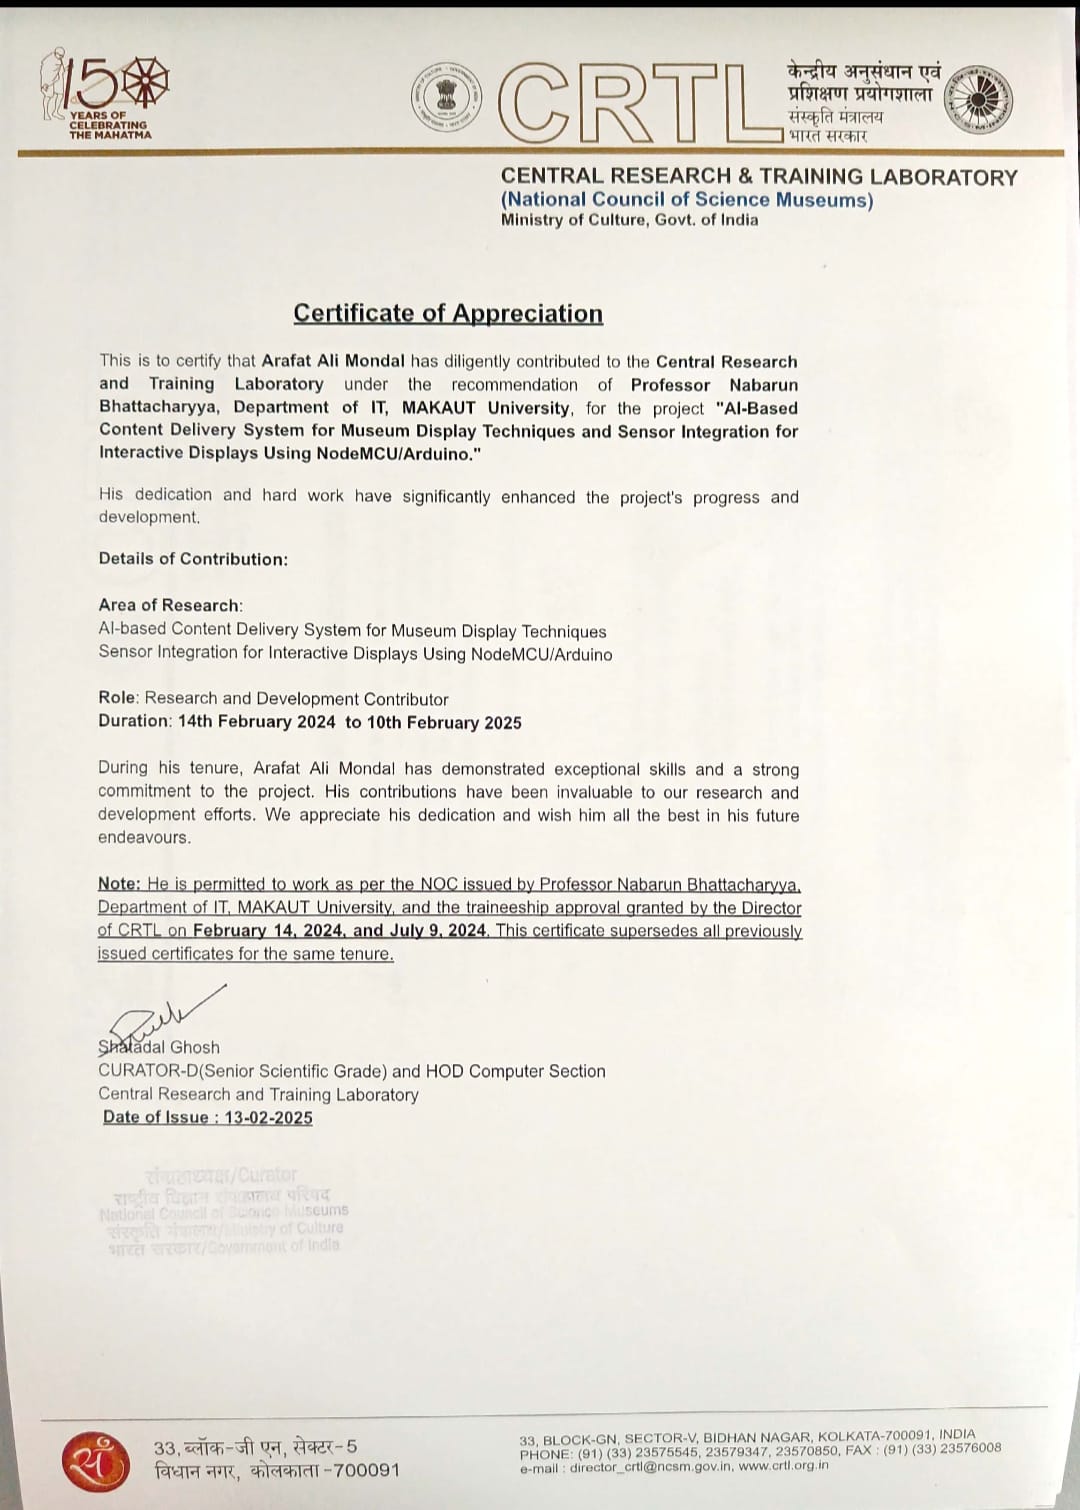 150
YEARS OF
CELEBRATING
THE MAHATMA
CRTL
केन्द्रीय अनुसंधान एवं
प्रशिक्षण प्रयोगशाला
संस्कृति मंत्रालय
भारत सरकार
CENTRAL RESEARCH & TRAINING LABORATORY
(National Council of Science Museums)
Ministry of Culture, Govt. of India
Certificate of Appreciation
This is to certify that Arafat Ali Mondal has diligently contributed to the Central Research
and Training Laboratory under the recommendation of Professor Nabarun
Bhattacharyya, Department of IT, MAKAUT University, for the project "AI-Based
Content Delivery System for Museum Display Techniques and Sensor Integration for
Interactive Displays Using NodeMCU/Arduino."
His dedication and hard work have significantly enhanced the project's progress and
development.
Details of Contribution:
Area of Research:
AI-based Content Delivery System for Museum Display Techniques
Sensor Integration for Interactive Displays Using NodeMCU/Arduino
Role: Research and Development Contributor
Duration: 14th February 2024 to 10th February 2025
During his tenure, Arafat Ali Mondal has demonstrated exceptional skills and a strong
commitment to the project. His contributions have been invaluable to our research and
development efforts. We appreciate his dedication and wish him all the best in his future
endeavours.
Note: He is permitted to work as per the NOC issued by Professor Nabarun Bhattacharyya,
Department of IT, MAKAUT University, and the traineeship approval granted by the Director
of CRTL on February 14, 2024, and July 9, 2024. This certificate supersedes all previously
issued certificates for the same tenure.
Shatadal Ghosh
CURATOR-D(Senior Scientific Grade) and HOD Computer Section
Central Research and Training Laboratory
Date of Issue : 13-02-2025
संग्रहाध्यक्ष/Curator
राष्ट्रीय विज्ञान संग्रहालय परिषद
National Council of Science Museums
संस्कृति मंत्रालय/Ministry of Culture
भारत सरकार/Government of India
33, ब्लॉक-जी एन, सेक्टर-5
विधान नगर, कोलकाता-700091
33, BLOCK-GN, SECTOR-V, BIDHAN NAGAR, KOLKATA-700091, INDIA
PHONE: (91) (33) 23575545, 23579347, 23570850, FAX : (91) (33) 23576008
e-mail : director_crtl@ncsm.gov.in, www.crtl.org.in